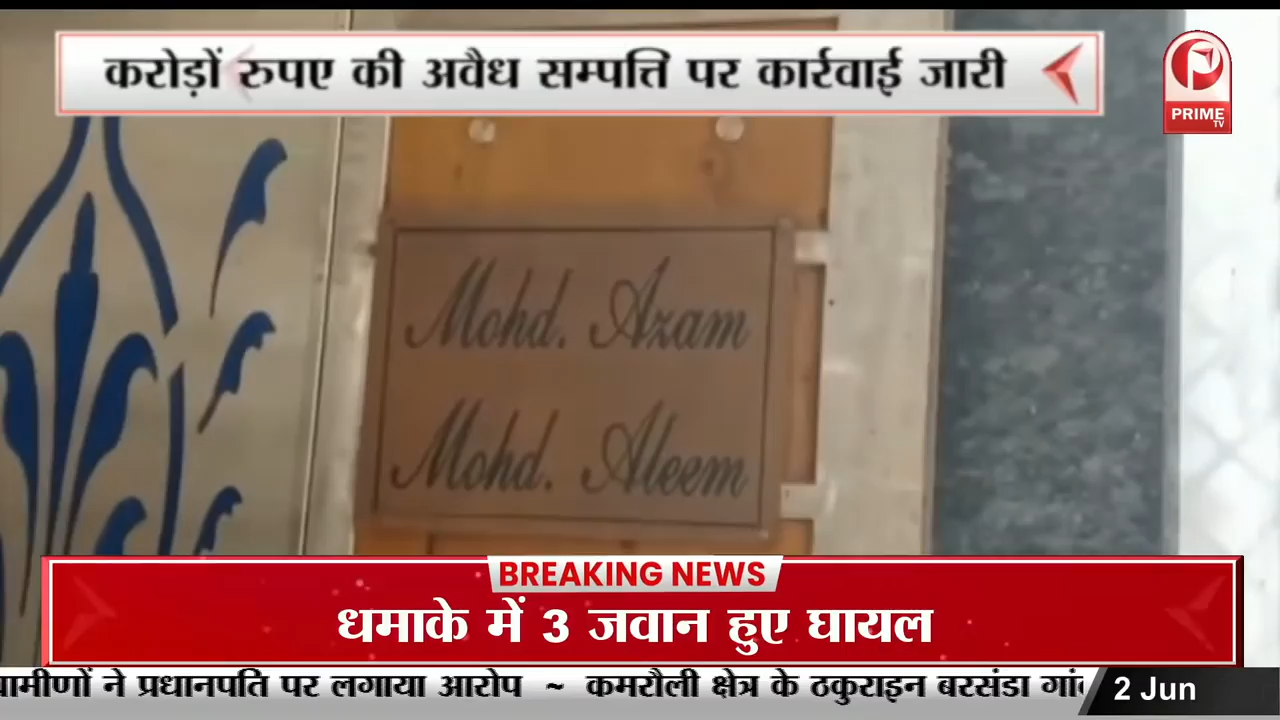 करोड़ों रुपए की अवैध सम्पत्ति पर कार्रवाई जारी
PRIME
TV
Mohd. Azam
Mohd. Aleem
BREAKING NEWS
धमाके में 3 जवान हुए घायल
ने प्रधानपति पर लगाया आरोप ~ कमरौली क्षेत्र के ठकुराइन बरसंडा
2 Jun